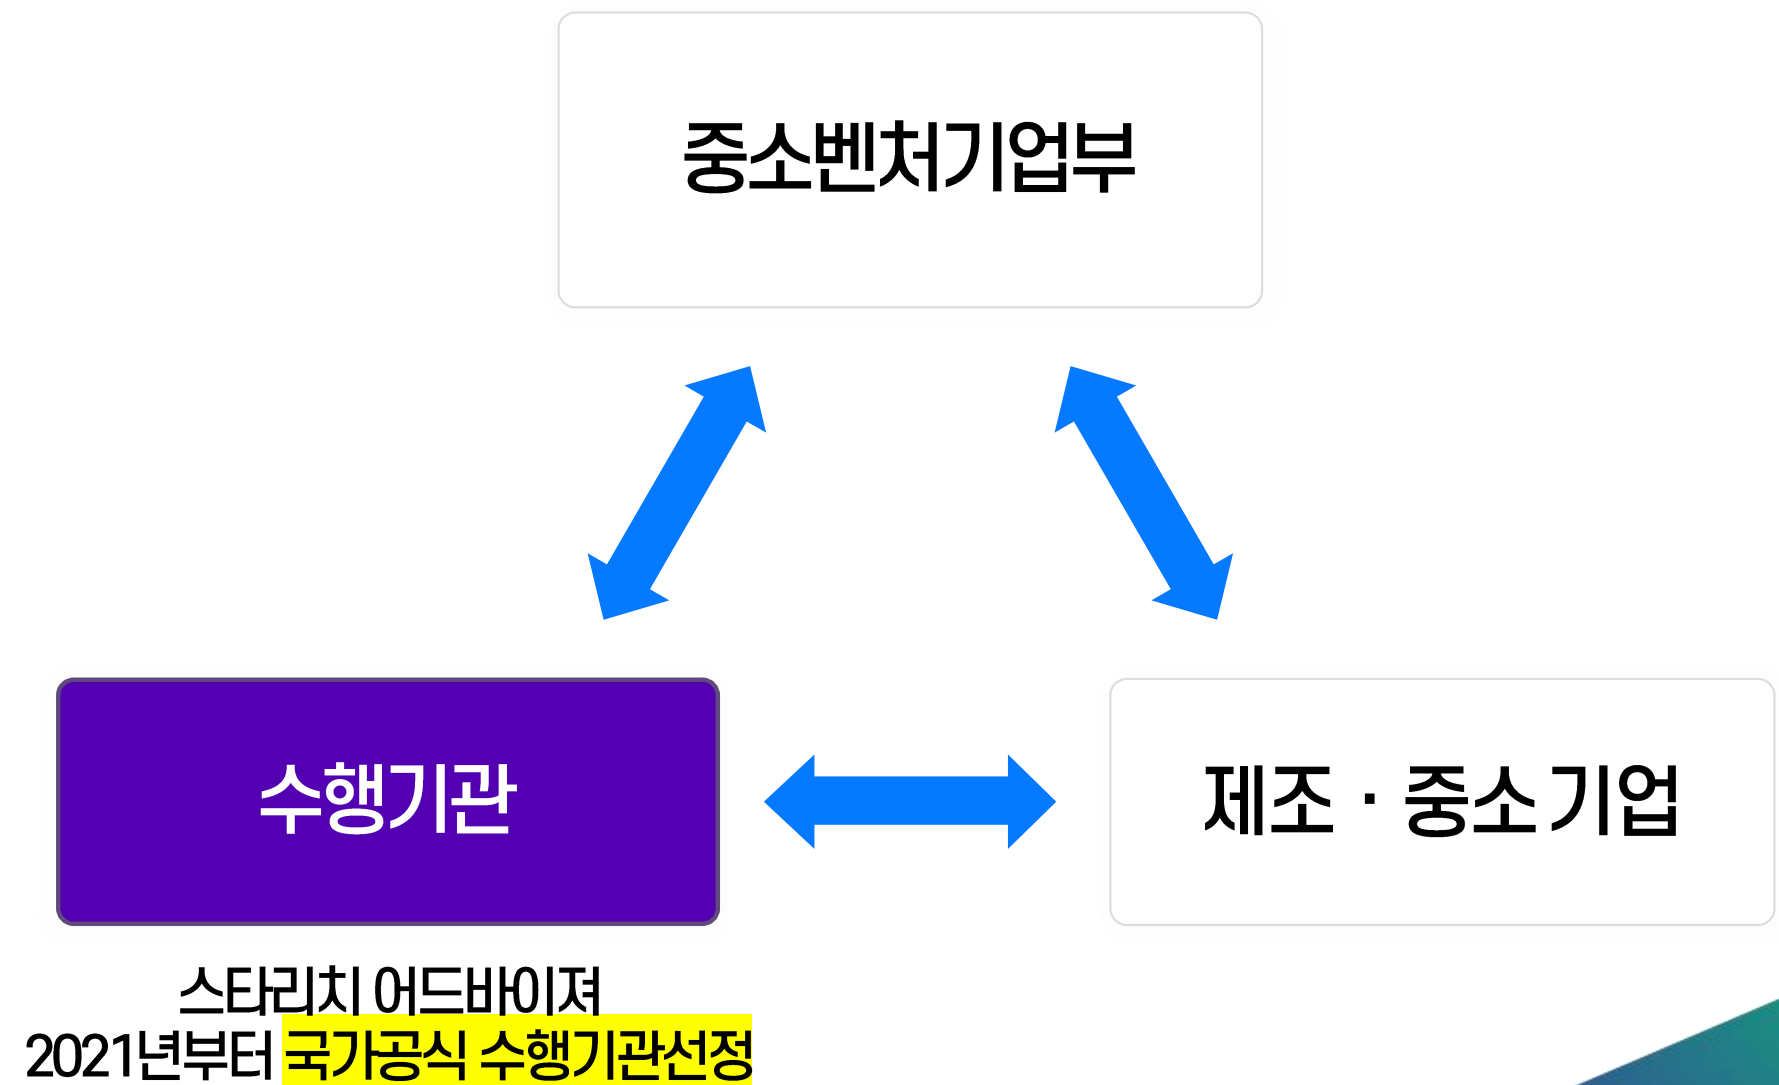 중소벤처기업부
수행기관
제조 · 중소기업
스타리치 어드바이져
2021년부터 국가공식 수행기관선정